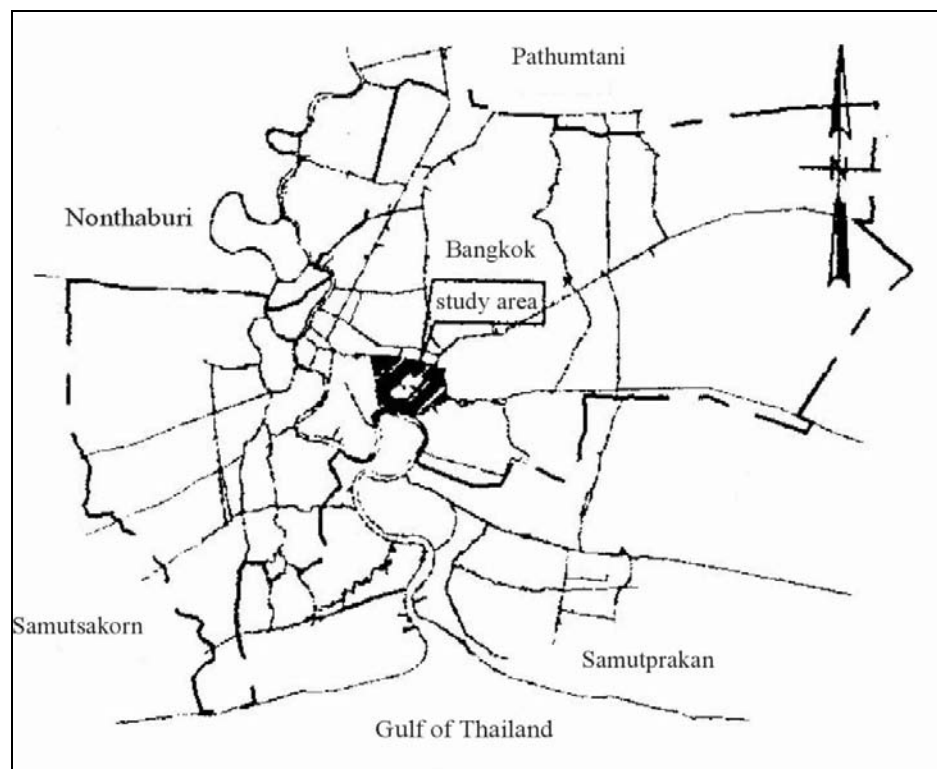 Pathumtani
Nonthaburi
Bangkok
study area
Samutsakorn
Samutprakan
Gulf of Thailand